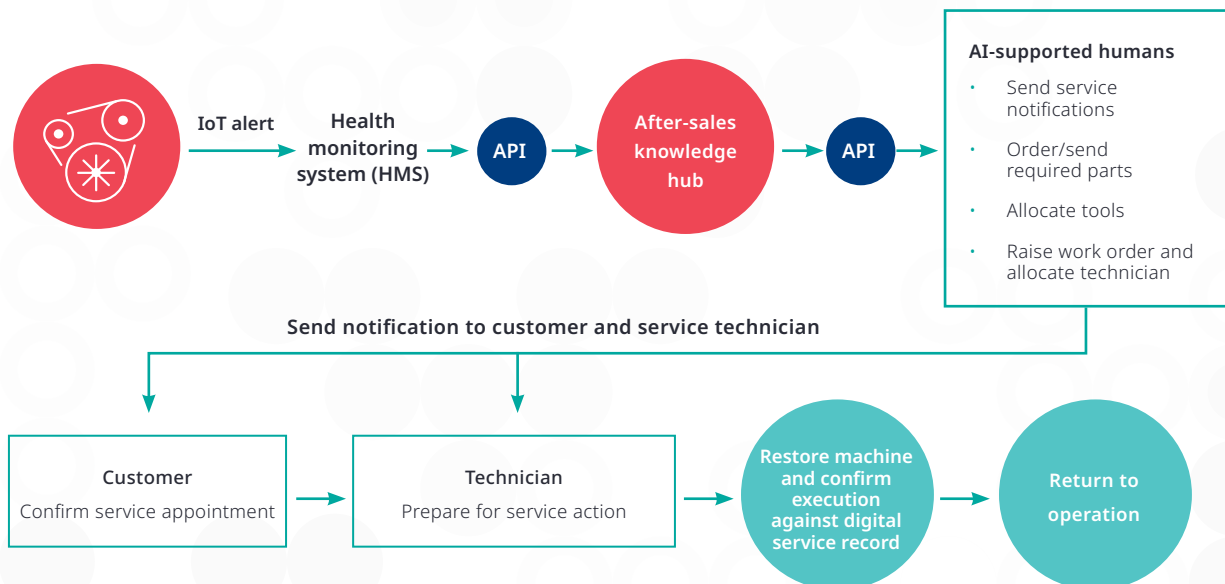 IoT alert
Health
monitoring
system (HMS)
API
After-sales
knowledge
hub
API
AI-supported humans
• Send service
notifications
• Order/send
required parts
• Allocate tools
• Raise work order and
allocate technician
Send notification to customer and service technician
Customer
Confirm service appointment
Technician
Prepare for service action
Restore machine
and confirm
execution
against digital
service record
Return to
operation